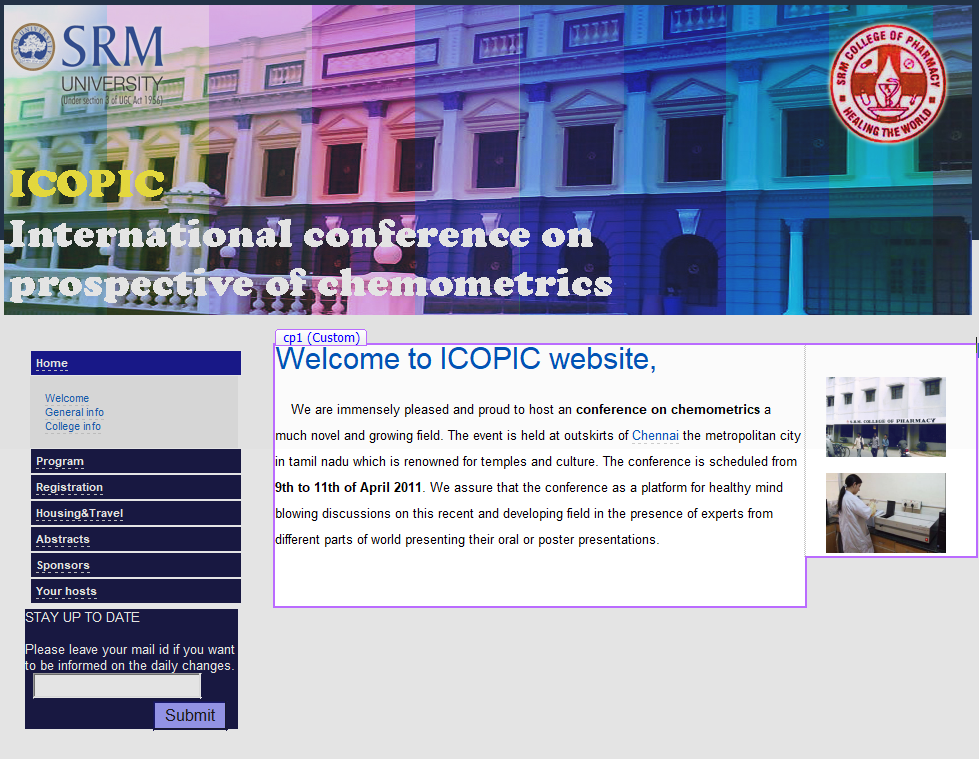 SRM
UNIVERSITY
(Under section 3 of UGC Act 1956)
SRM COLLEGE OF PHARMACY
HEALING THE WORLD
ICOPIC
International conference on
prospective of chemometrics
Home
Welcome
General info
College info
Program
Registration
Housing&Travel
Abstracts
Sponsors
Your hosts
STAY UP TO DATE
Please leave your mail id if you want
to be informed on the daily changes.
Submit
cp1 (Custom)
Welcome to ICOPIC website,
We are immensely pleased and proud to host an conference on chemometrics a
much novel and growing field. The event is held at outskirts of Chennai the metropolitan city
in tamil nadu which is renowned for temples and culture. The conference is scheduled from
9th to 11th of April 2011. We assure that the conference as a platform for healthy mind
blowing discussions on this recent and developing field in the presence of experts from
different parts of world presenting their oral or poster presentations.
COLLEGE OF PHARMACY